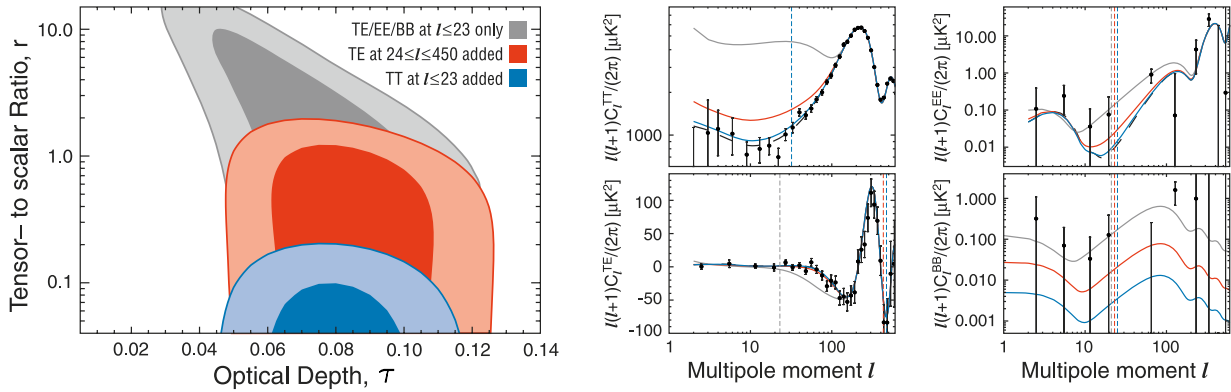 TE/EE/BB at l≤23 only
TE at 24≤l≤450 added
TT at l≤23 added
Tensor– to scalar Ratio, r
10.0
1.0
0.1
0.02 0.04 0.06 0.08 0.10 0.12 0.14
Optical Depth, τ
l(l+1)C_l^TT/(2π) [μK²]
1000
l(l+1)C_l^EE/(2π) [μK²]
10.00
1.00
0.10
0.01
l(l+1)C_l^TE/(2π) [μK²]
100
50
0
-50
-100
1 10 100
Multipole moment l
l(l+1)C_l^BB/(2π) [μK²]
1.000
0.100
0.010
0.001
1 10 100
Multipole moment l